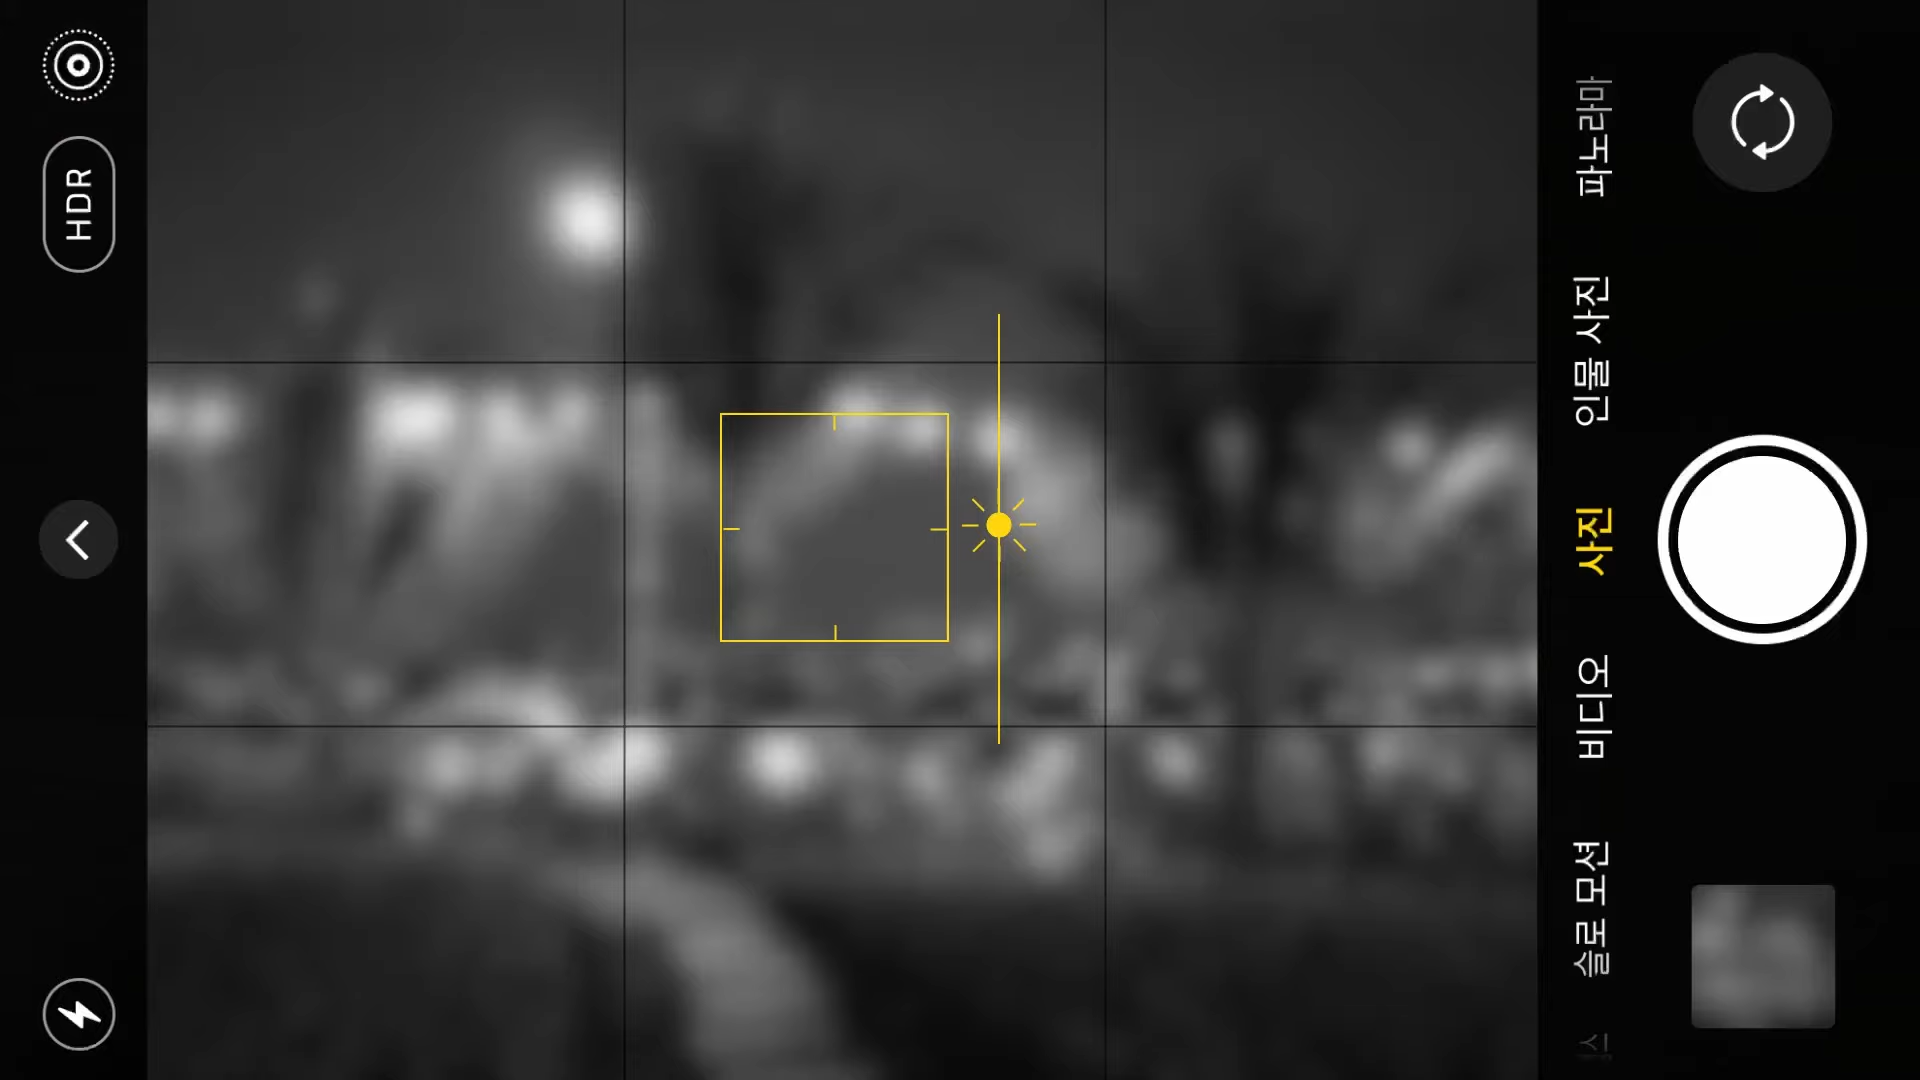 HDR
파노라마
인물 사진
사진
비디오
슬로 모션